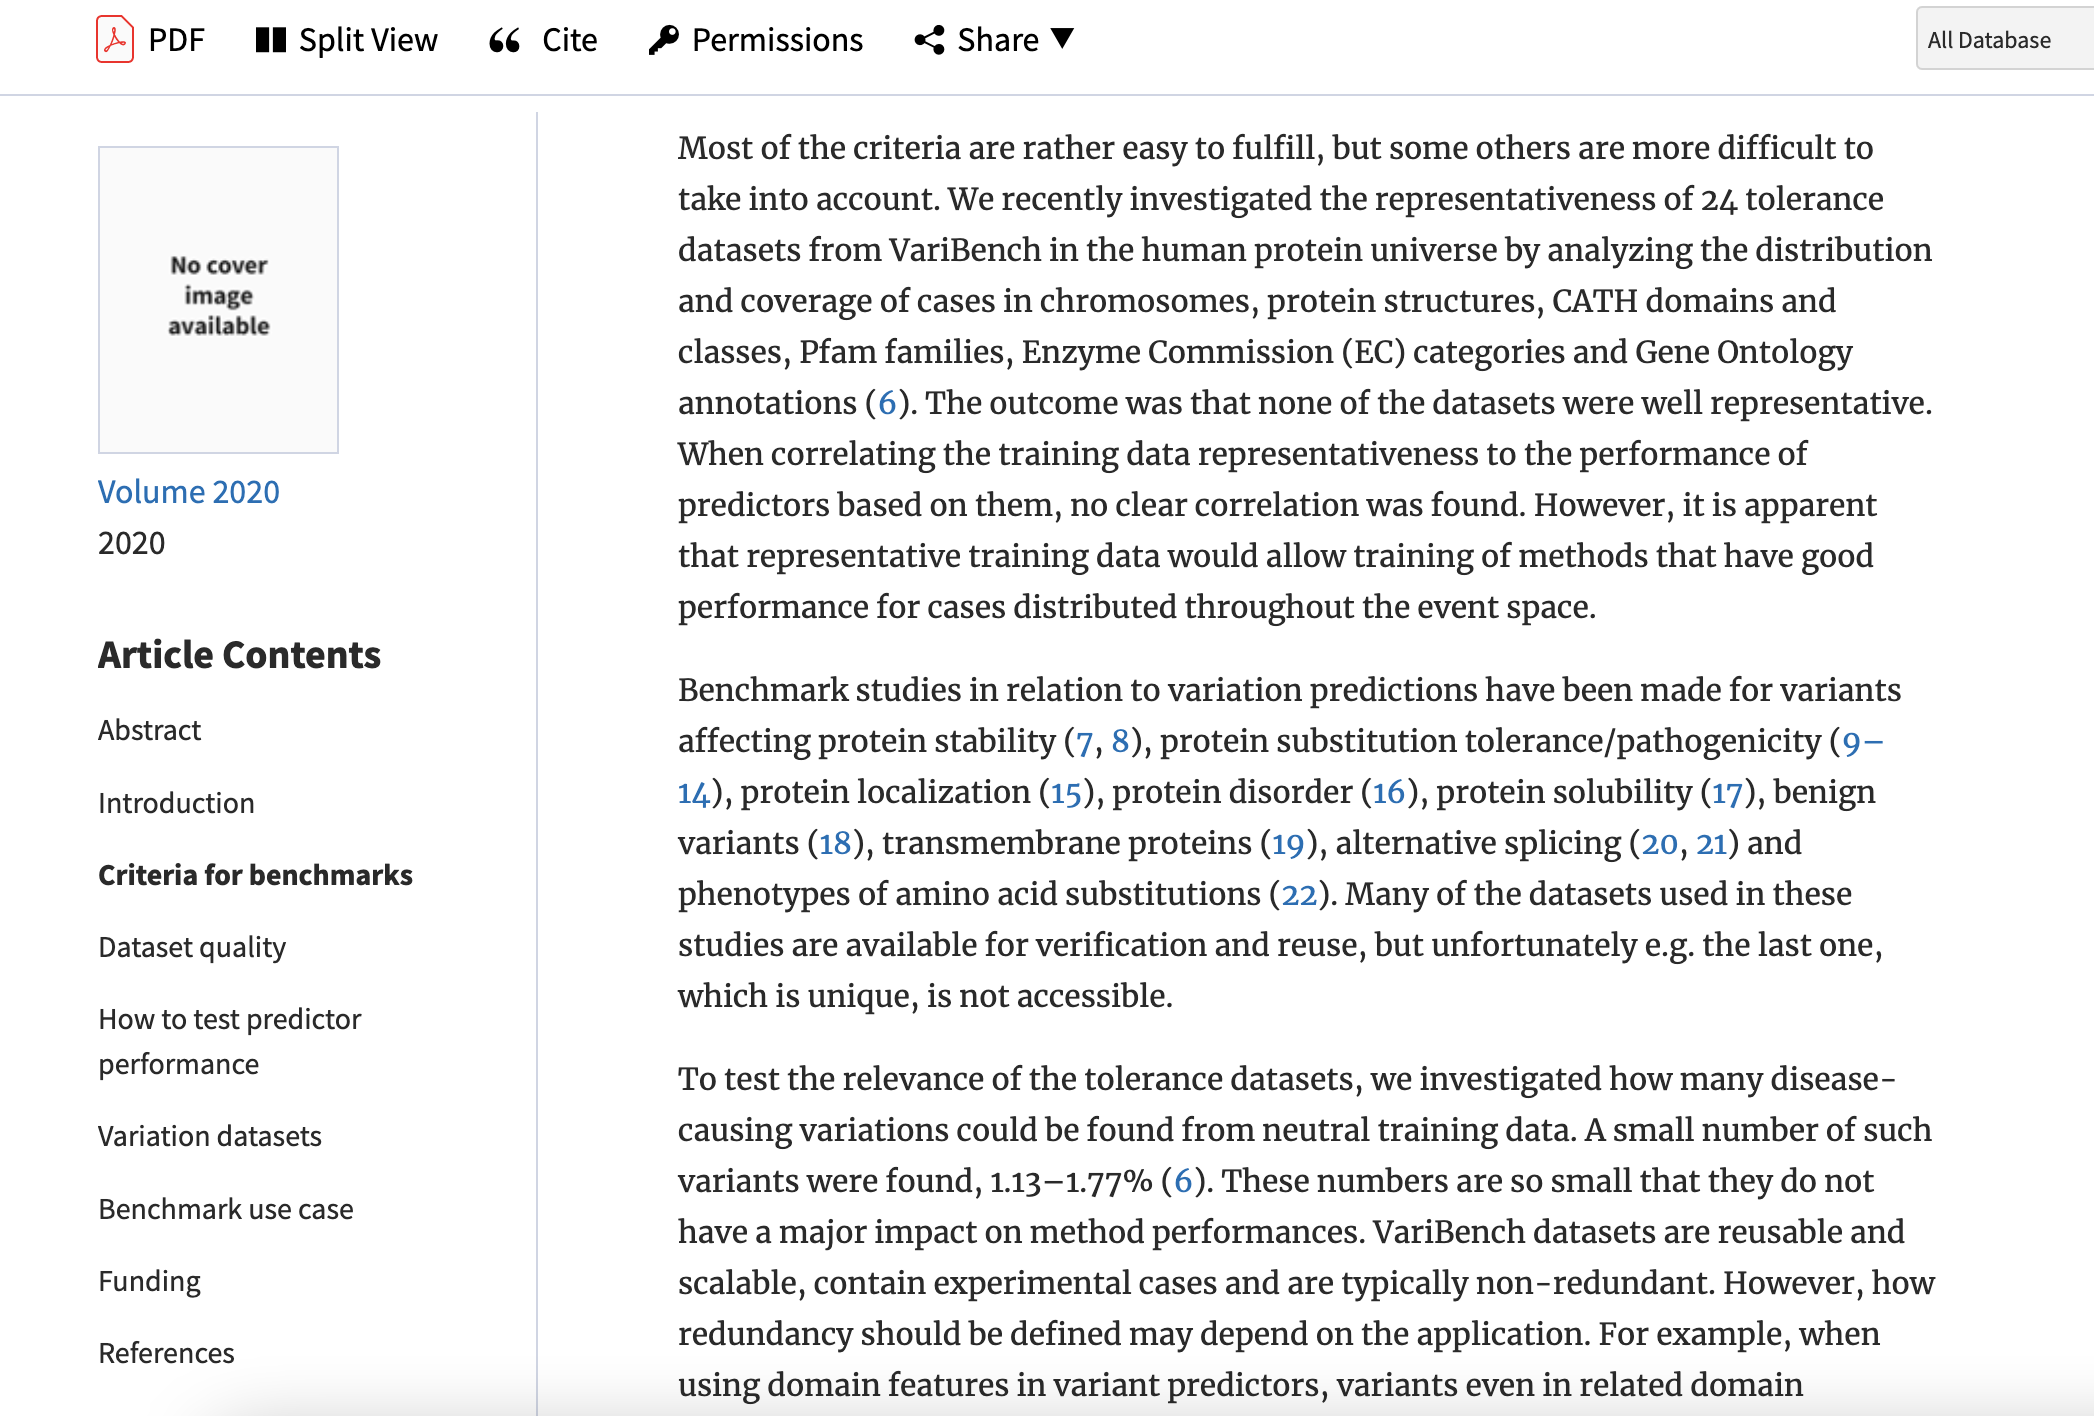 PDF Split View Cite Permissions Share ▼ All Database
No cover
image
available
Volume 2020
2020
Article Contents
Abstract
Introduction
Criteria for benchmarks
Dataset quality
How to test predictor
performance
Variation datasets
Benchmark use case
Funding
References
Most of the criteria are rather easy to fulfill, but some others are more difficult to
take into account. We recently investigated the representativeness of 24 tolerance
datasets from VariBench in the human protein universe by analyzing the distribution
and coverage of cases in chromosomes, protein structures, CATH domains and
classes, Pfam families, Enzyme Commission (EC) categories and Gene Ontology
annotations (6). The outcome was that none of the datasets were well representative.
When correlating the training data representativeness to the performance of
predictors based on them, no clear correlation was found. However, it is apparent
that representative training data would allow training of methods that have good
performance for cases distributed throughout the event space.
Benchmark studies in relation to variation predictions have been made for variants
affecting protein stability (7, 8), protein substitution tolerance/pathogenicity (9–
14), protein localization (15), protein disorder (16), protein solubility (17), benign
variants (18), transmembrane proteins (19), alternative splicing (20, 21) and
phenotypes of amino acid substitutions (22). Many of the datasets used in these
studies are available for verification and reuse, but unfortunately e.g. the last one,
which is unique, is not accessible.
To test the relevance of the tolerance datasets, we investigated how many disease-
causing variations could be found from neutral training data. A small number of such
variants were found, 1.13–1.77% (6). These numbers are so small that they do not
have a major impact on method performances. VariBench datasets are reusable and
scalable, contain experimental cases and are typically non-redundant. However, how
redundancy should be defined may depend on the application. For example, when
using domain features in variant predictors, variants even in related domain